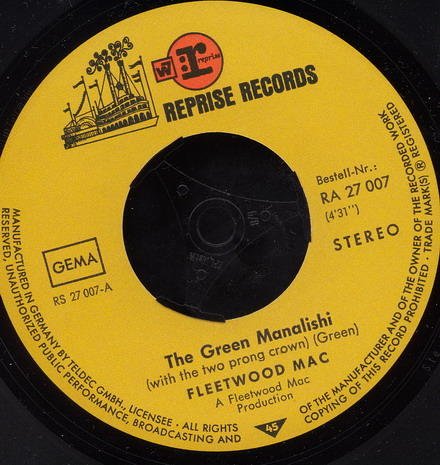 W r reprise
REPRISE RECORDS
Bestell-Nr.:
RA 27 007
(4'31")
STEREO
GEMA
RS 27 007-A
The Green Manalishi
(with the two prong crown) (Green)
FLEETWOOD MAC
A Fleetwood Mac
Production
45
MANUFACTURED IN GERMANY BY TELDEC GMBH., LICENSEE · ALL RIGHTS
OF THE MANUFACTURER AND OF THE OWNER OF THE RECORDED WORK
RESERVED, UNAUTHORIZED PUBLIC PERFORMANCE, BROADCASTING AND
COPYING OF THIS RECORD PROHIBITED · TRADE MARK(S) ® REGISTERED